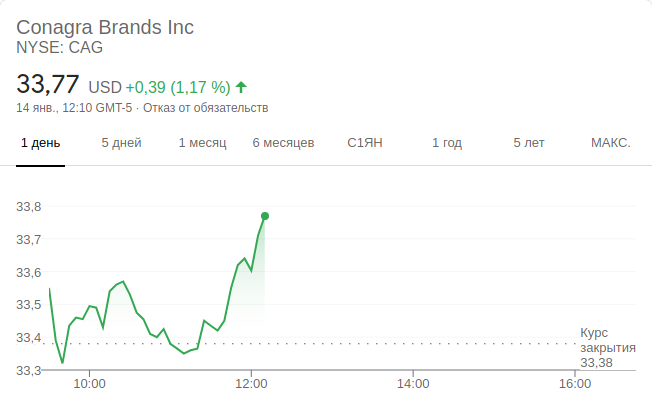 Conagra Brands Inc
NYSE: CAG
33,77 USD +0,39 (1,17 %)
14 янв., 12:10 GMT-5 · Отказ от обязательств
1 день 5 дней 1 месяц 6 месяцев С1ЯН 1 год 5 лет МАКС.
33,8
33,7
33,6
33,5
33,4
33,3
Курс
закрытия
33,38
10:00 12:00 14:00 16:00